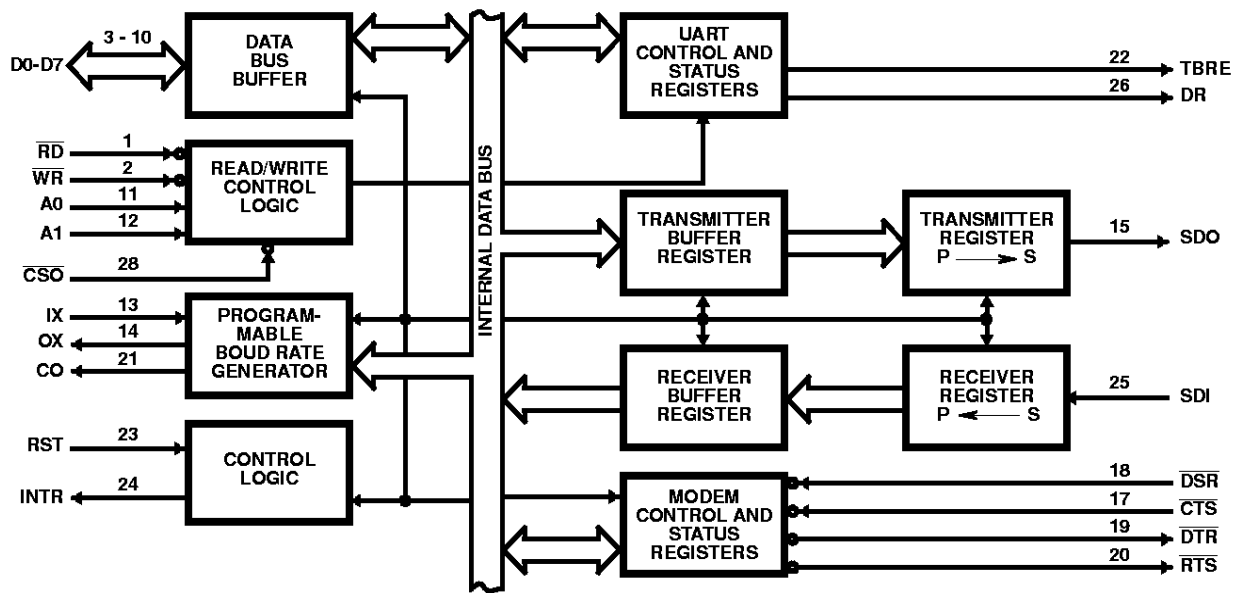 3 - 10
D0-D7
DATA
BUS
BUFFER
UART
CONTROL AND
STATUS
REGISTERS
22
TBRE
26
DR
RD
1
WR
2
A0
11
A1
12
CSO
28
READ/WRITE
CONTROL
LOGIC
INTERNAL DATA BUS
TRANSMITTER
BUFFER
REGISTER
TRANSMITTER
REGISTER
P S
15
SDO
IX
13
OX
14
CO
21
PROGRAM-
MABLE
BOUD RATE
GENERATOR
RECEIVER
BUFFER
REGISTER
RECEIVER
REGISTER
P S
25
SDI
RST
23
INTR
24
CONTROL
LOGIC
MODEM
CONTROL AND
STATUS
REGISTERS
18
DSR
17
CTS
19
DTR
20
RTS